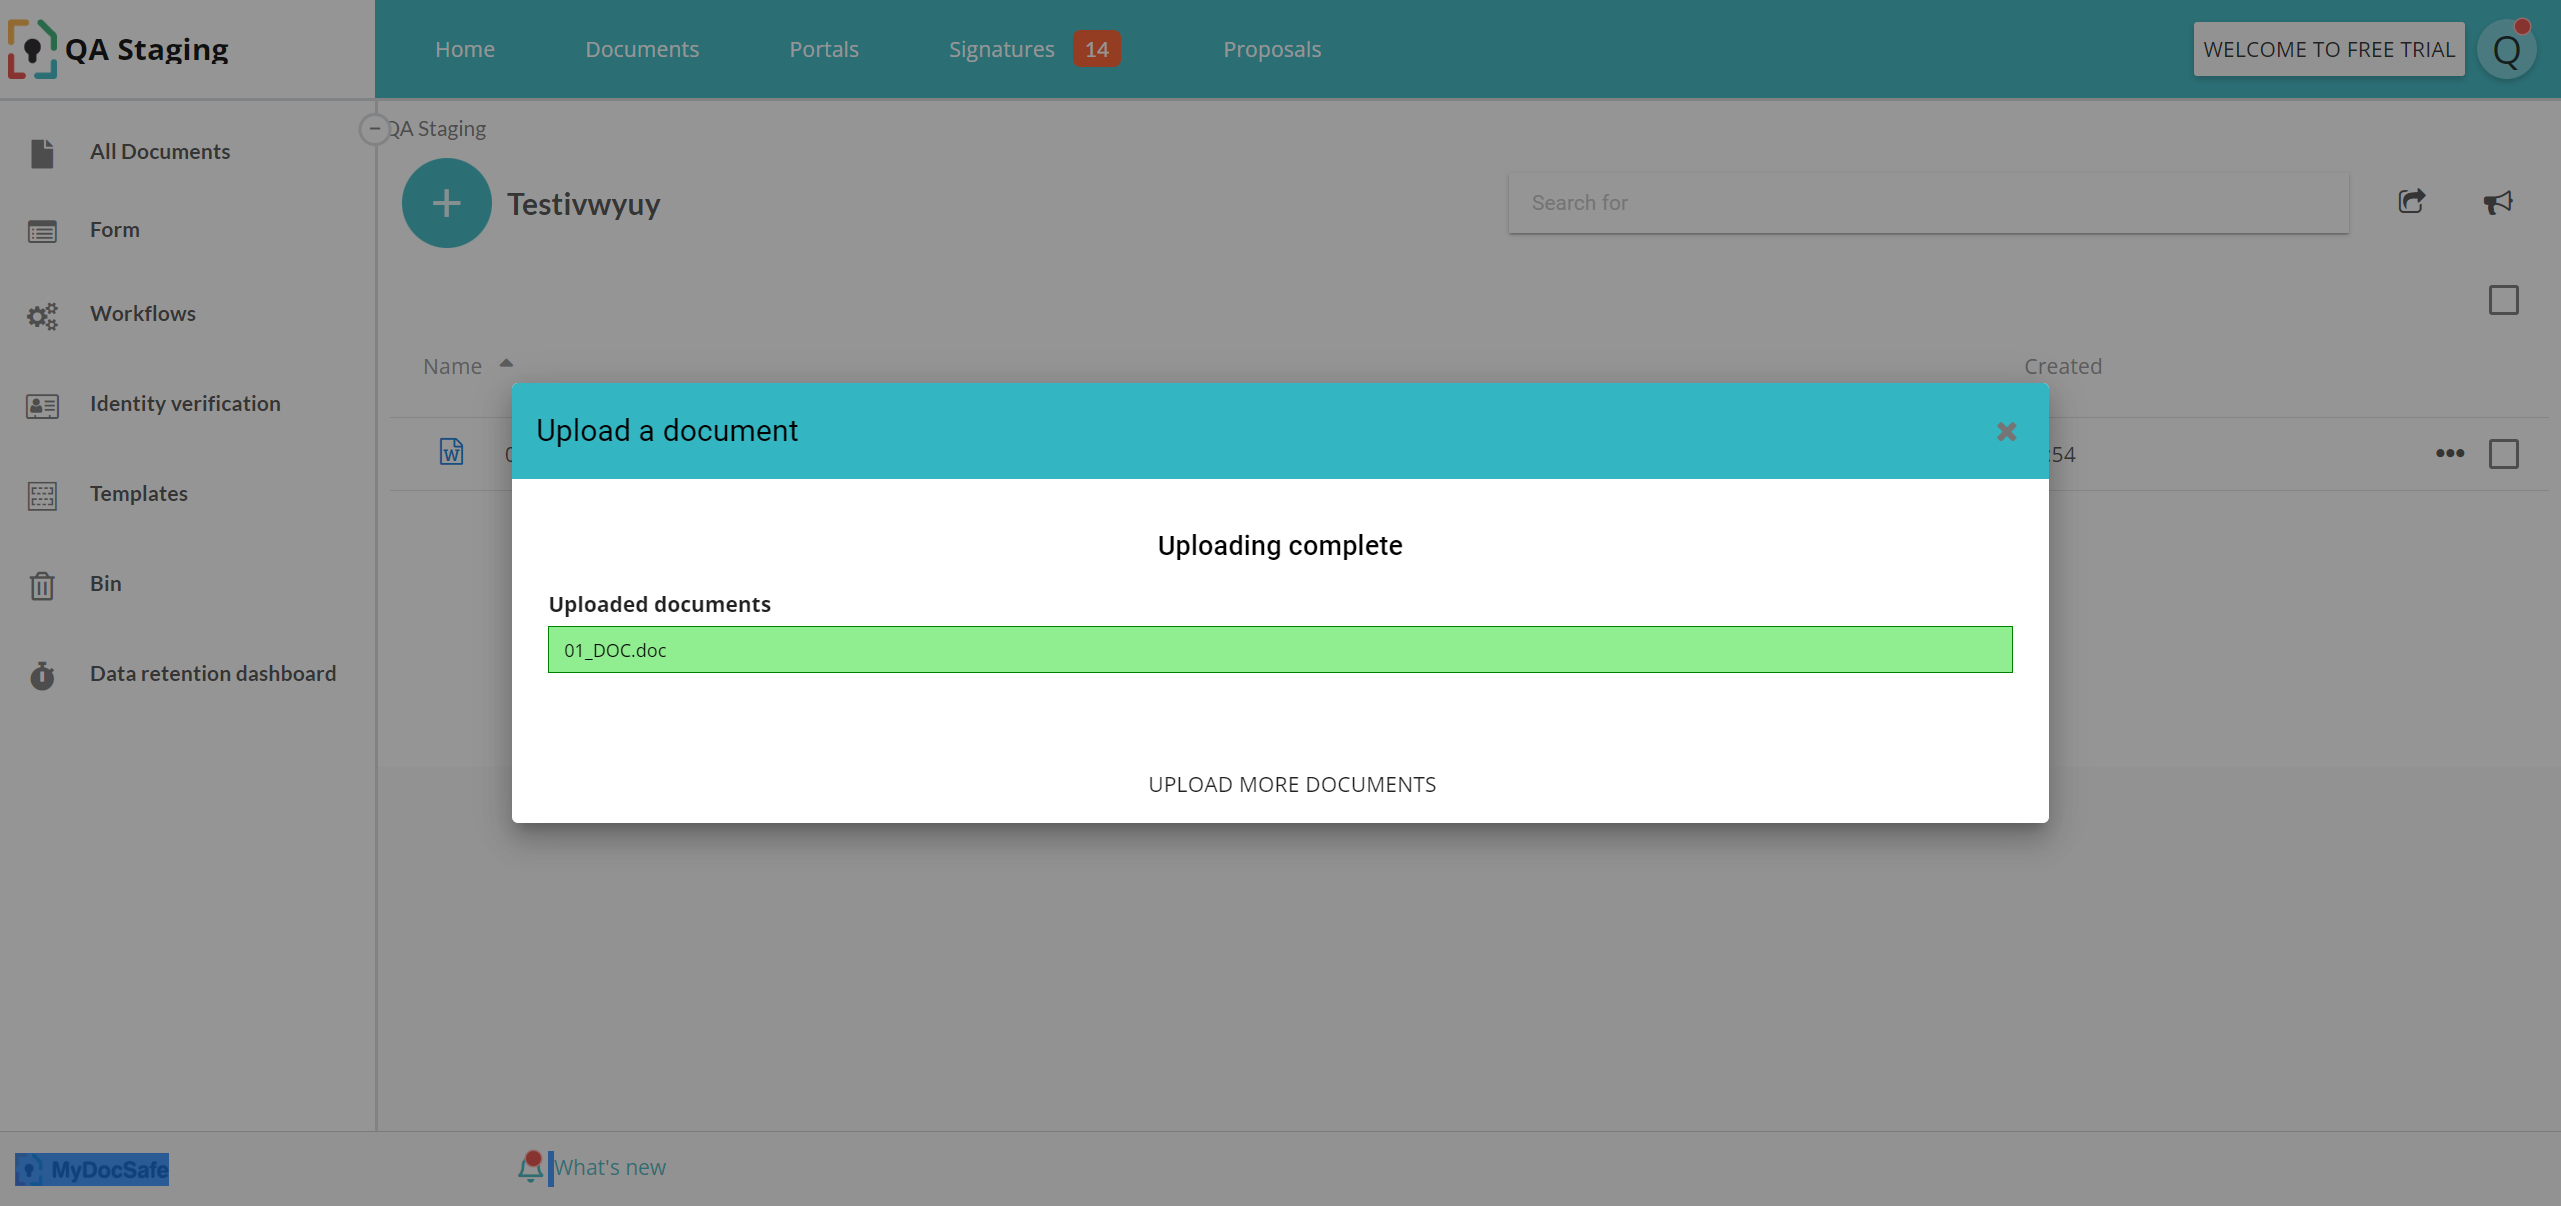 QA Staging
Home Documents Portals Signatures 14 Proposals
WELCOME TO FREE TRIAL
Q
All Documents
Form
Workflows
Identity verification
Templates
Bin
Data retention dashboard
QA Staging
+ Testivwyuy
Search for
Name Created
:54
Upload a document
Uploading complete
Uploaded documents
01_DOC.doc
UPLOAD MORE DOCUMENTS
MyDocSafe
What's new